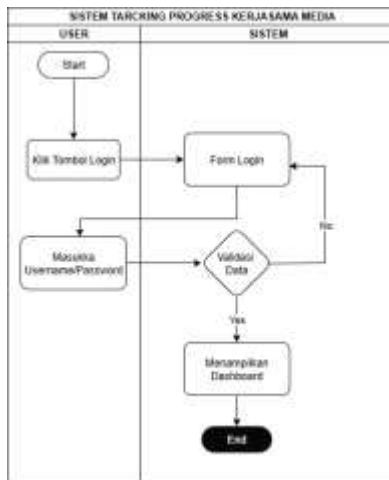 SISTEM TARCKING PROGRESS KERJASAMA MEDIA
USER
SISTEM
Start
Klik Tombol Login
Form Login
No
Masukka
Username/Password
Validasi
Data
Yes
Menampilkan
Dashboard
End